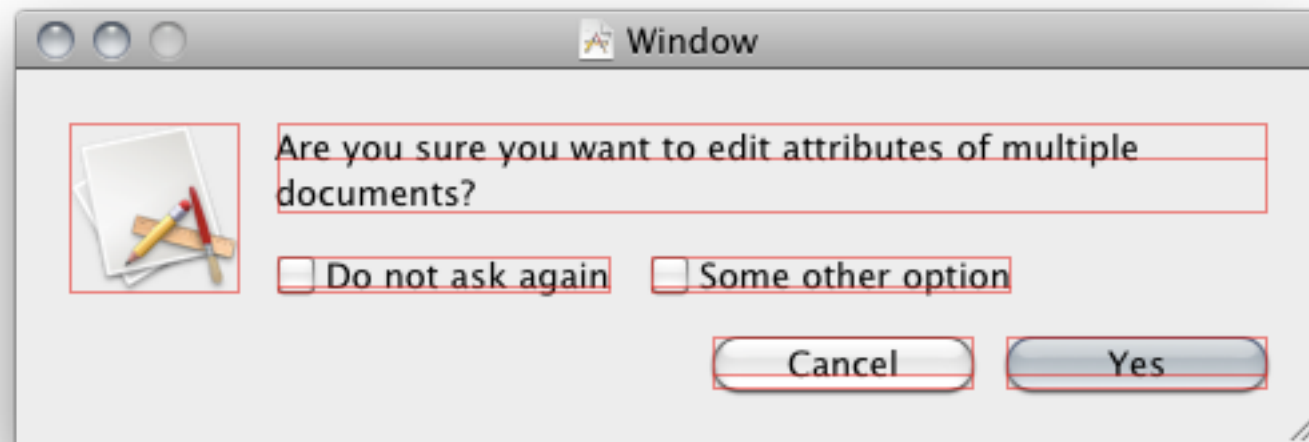 Window
Are you sure you want to edit attributes of multiple
documents?
Do not ask again Some other option
Cancel Yes